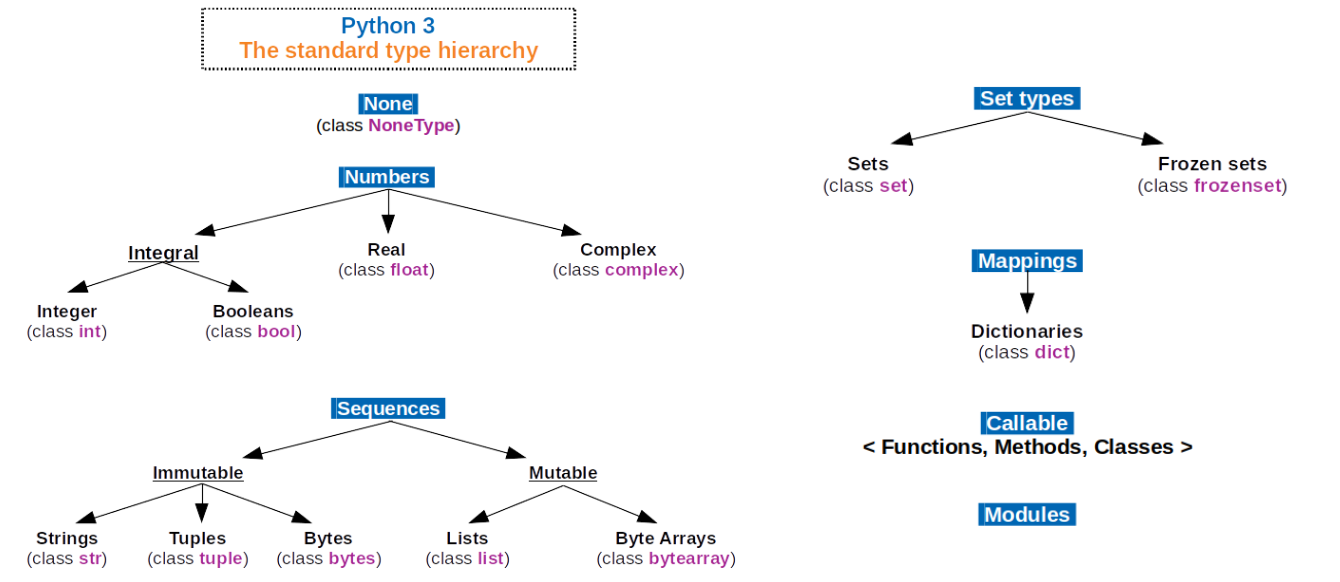 Python 3
The standard type hierarchy
None
(class NoneType)
Numbers
Integral
Real
(class float)
Complex
(class complex)
Integer
(class int)
Booleans
(class bool)
Sequences
Immutable
Mutable
Strings
(class str)
Tuples
(class tuple)
Bytes
(class bytes)
Lists
(class list)
Byte Arrays
(class bytearray)
Set types
Sets
(class set)
Frozen sets
(class frozenset)
Mappings
Dictionaries
(class dict)
Callable
< Functions, Methods, Classes >
Modules